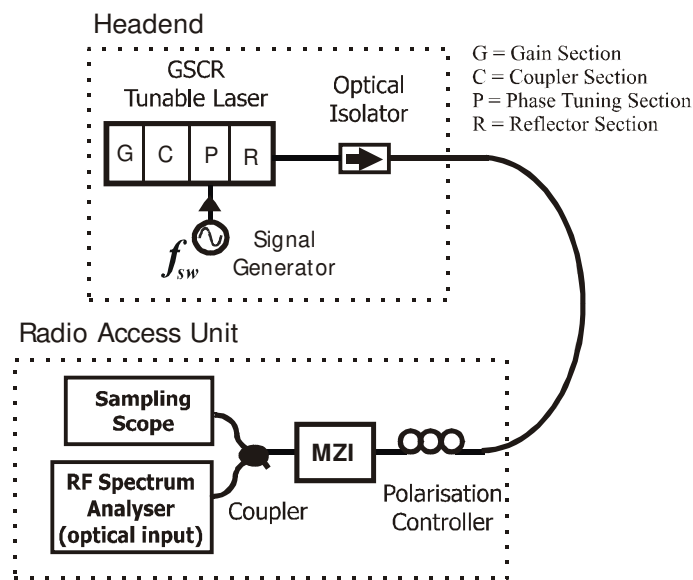 Headend
GSCR
Tunable Laser
Optical
Isolator
G = Gain Section
C = Coupler Section
P = Phase Tuning Section
R = Reflector Section
G C P R
fsw
Signal
Generator
Radio Access Unit
Sampling
Scope
RF Spectrum
Analyser
(optical input)
Coupler
MZI
Polarisation
Controller